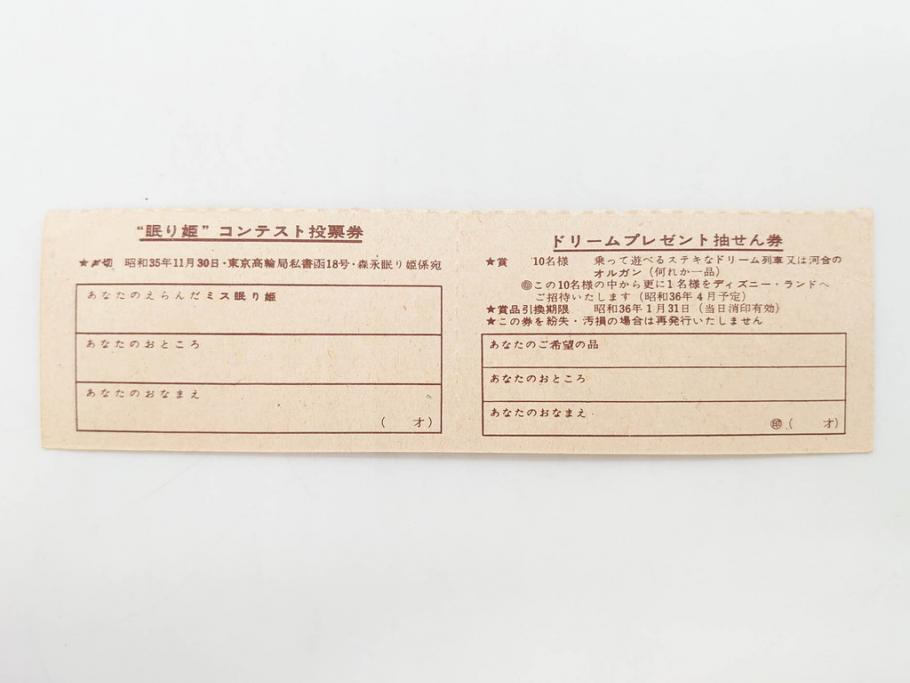 “眠り姫”コンテスト投票券
★〆切 昭和35年11月30日・東京高輪局私書函18号・森永眠り姫係宛
あなたのえらんだミス眠り姫
あなたのおところ
あなたのおなまえ
( オ)
ドリームプレゼント抽せん券
★賞 10名様 乗って遊べるステキなドリーム列車又は河合の
オルガン(何れか一品)
この10名様の中から更に1名様をディズニー・ランドへ
ご招待いたします(昭和36年4月予定)
★賞品引換期限 昭和36年1月31日(当日消印有効)
★この券を紛失・汚損の場合は再発行いたしません
あなたのご希望の品
あなたのおところ
あなたのおなまえ
㊞ ( オ)